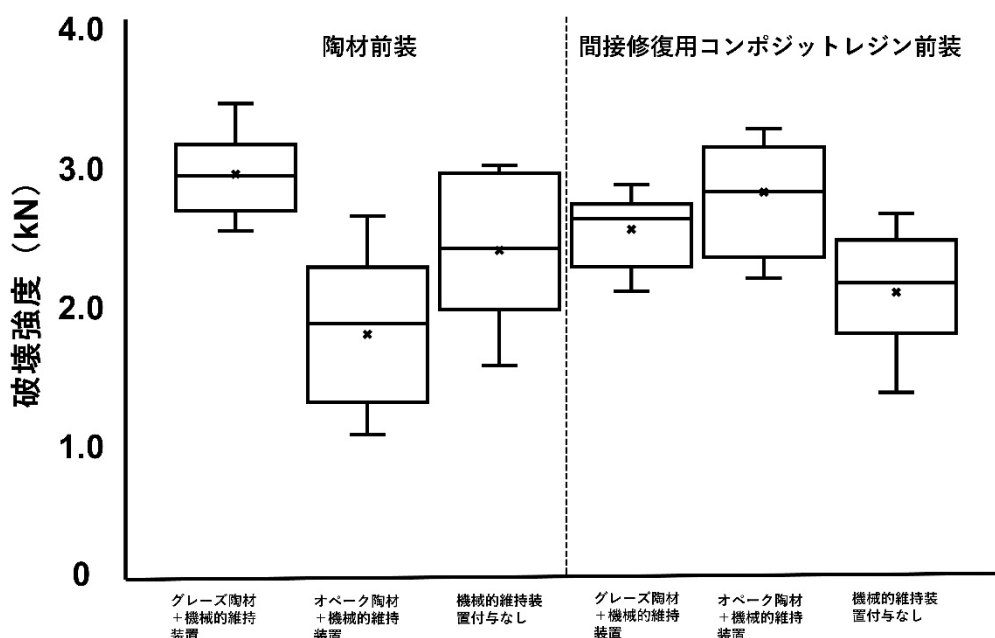 4.0
3.0
2.0
1.0
0
破壊強度（kN）
陶材前装
間接修復用コンポジットレジン前装
グレーズ陶材
＋機械的維持
装置
オペーク陶材
＋機械的維持
装置
機械的維持装
置付与なし
グレーズ陶材
＋機械的維持
装置
オペーク陶材
＋機械的維持
装置
機械的維持装
置付与なし